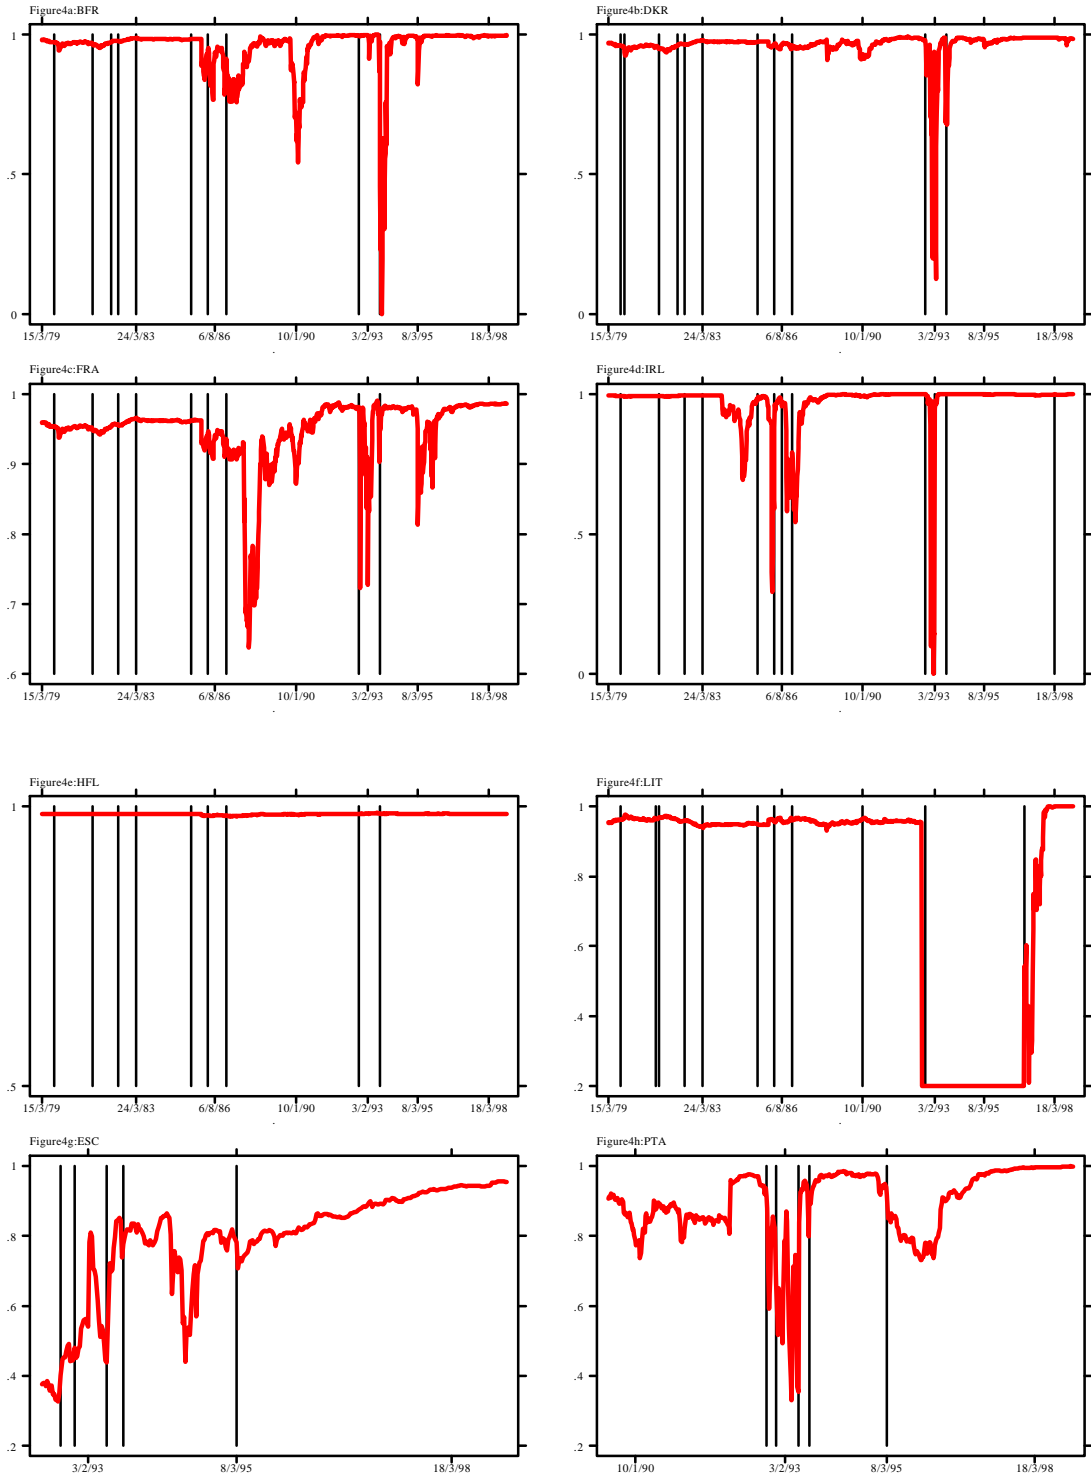 Figure4a:BFR
1
.5
0
15/3/79 24/3/83 6/8/86 10/1/90 3/2/93 8/3/95 18/3/98
Figure4b:DKR
1
.5
0
15/3/79 24/3/83 6/8/86 10/1/90 3/2/93 8/3/95 18/3/98
Figure4c:FRA
1
.9
.8
.7
.6
15/3/79 24/3/83 6/8/86 10/1/90 3/2/93 8/3/95 18/3/98
Figure4d:IRL
1
.5
0
15/3/79 24/3/83 6/8/86 10/1/90 3/2/93 8/3/95 18/3/98
Figure4e:HFL
1
.5
15/3/79 24/3/83 6/8/86 10/1/90 3/2/93 8/3/95 18/3/98
Figure4f:LIT
1
.8
.6
.4
.2
15/3/79 24/3/83 6/8/86 10/1/90 3/2/93 8/3/95 18/3/98
Figure4g:ESC
1
.8
.6
.4
.2
3/2/93 8/3/95 18/3/98
Figure4h:PTA
1
.8
.6
.4
.2
10/1/90 3/2/93 8/3/95 18/3/98